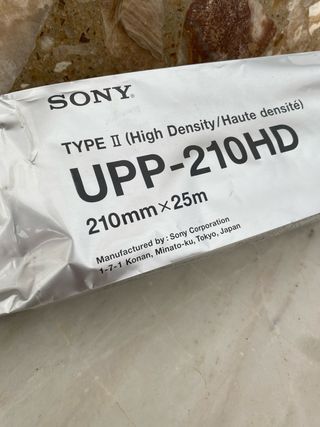 SONY®
TYPE II (High Density/Haute densité)
UPP-210HD
210mm×25m
Manufactured by: Sony Corporation
1-7-1 Konan, Minato-ku, Tokyo, Japan